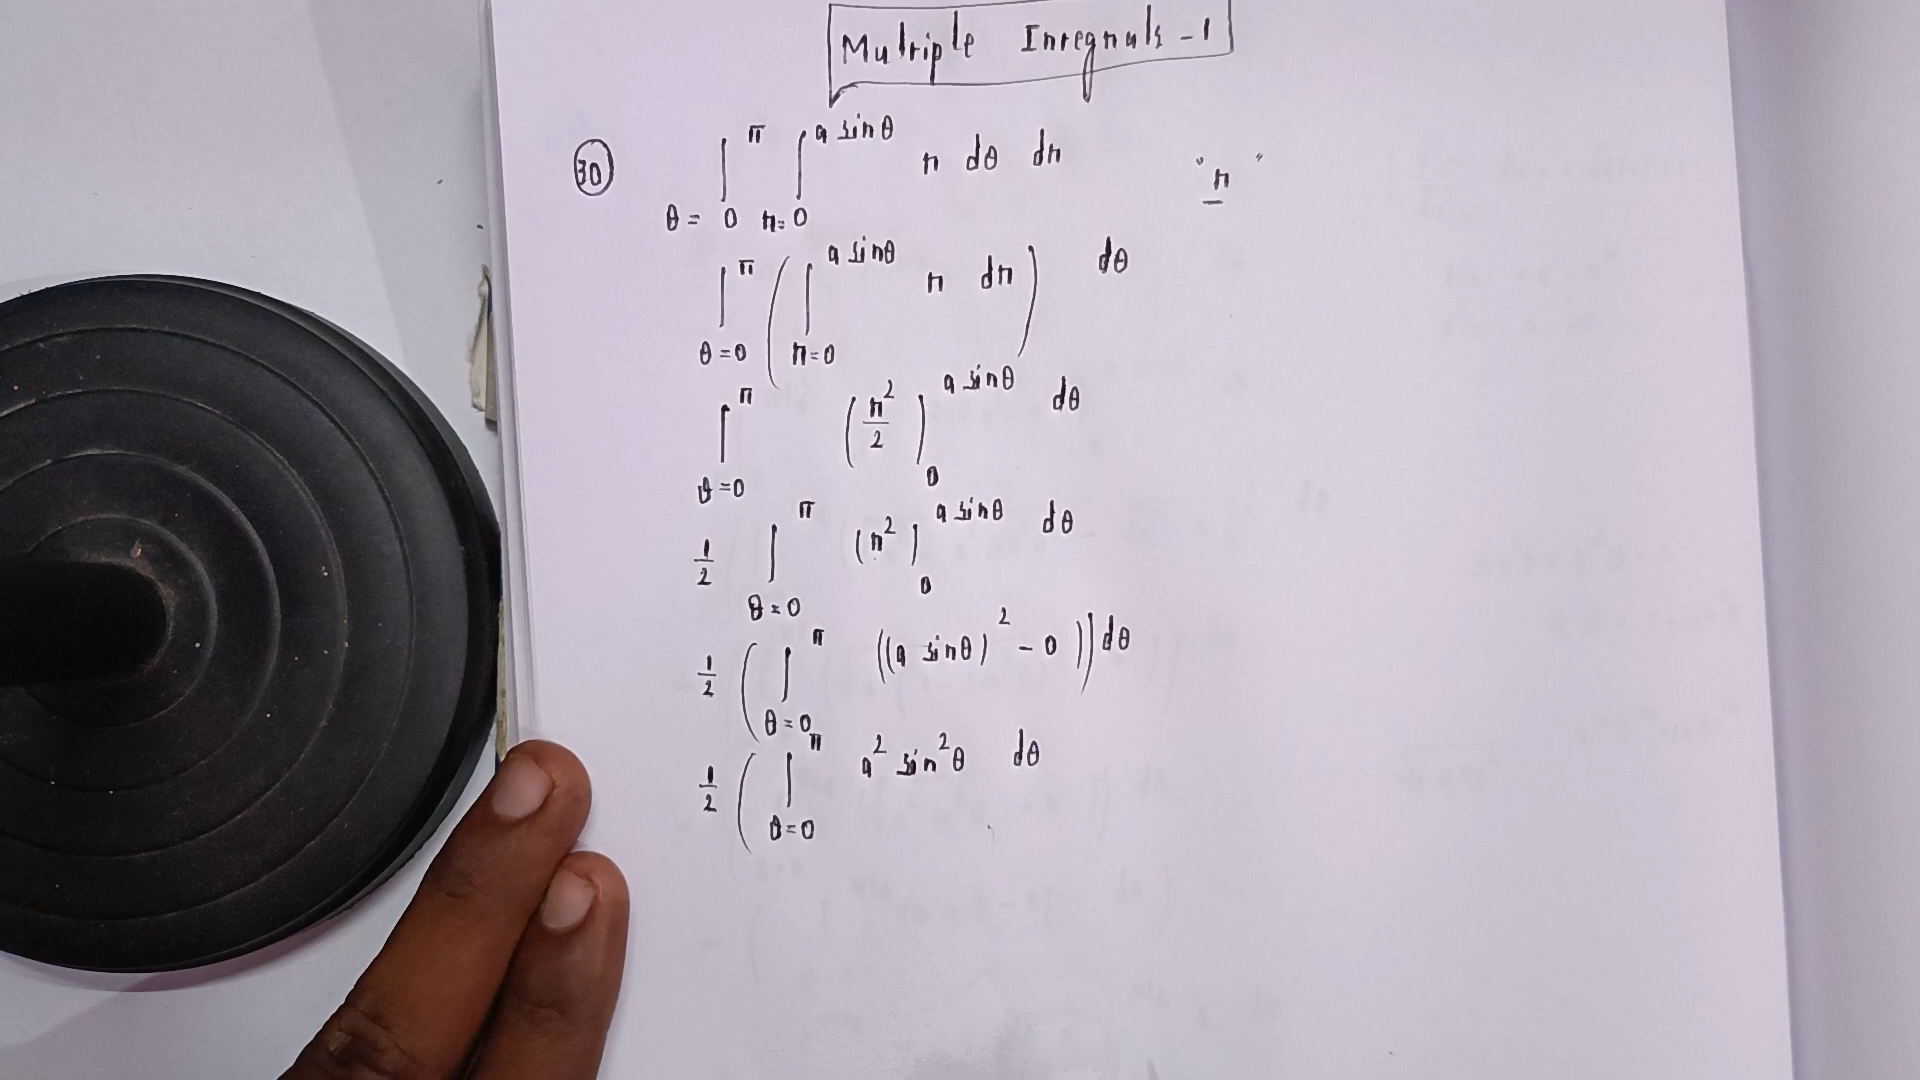 Multiple Integrals - 1
30 ∫_{θ=0}^{π} ∫_{r=0}^{a sinθ} r dθ dr "r"
∫_{θ=0}^{π} ( ∫_{r=0}^{a sinθ} r dr ) dθ
∫_{θ=0}^{π} ( r²/2 )_{0}^{a sinθ} dθ
1/2 ∫_{θ=0}^{π} (r²)_{0}^{a sinθ} dθ
1/2 ( ∫_{θ=0}^{π} ((a sinθ)² - 0 )) dθ
1/2 ( ∫_{θ=0}^{π} a² sin²θ dθ